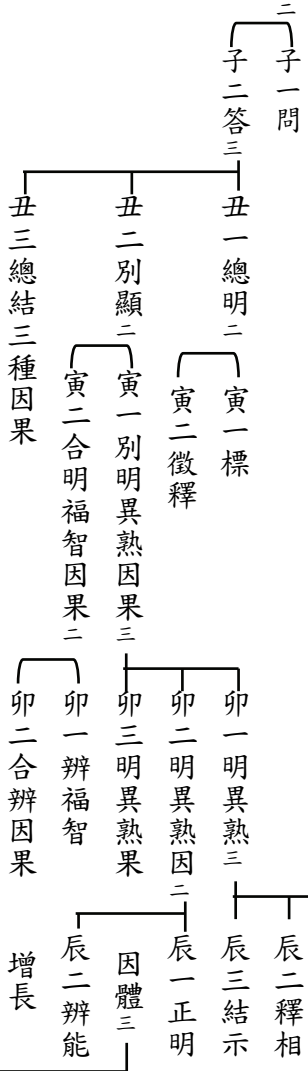 二
子一問
子二答三
丑一總明二
丑二別顯二
丑三總結三種因果
寅一標
寅二徵釋
寅一別明異熟因果三
寅二合明福智因果二
卯一明異熟三
卯二明異熟因二
卯三明異熟果
卯一辨福智
卯二合辨因果
辰二釋相
辰三結示
辰一正明
因體三
辰二辨能
增長